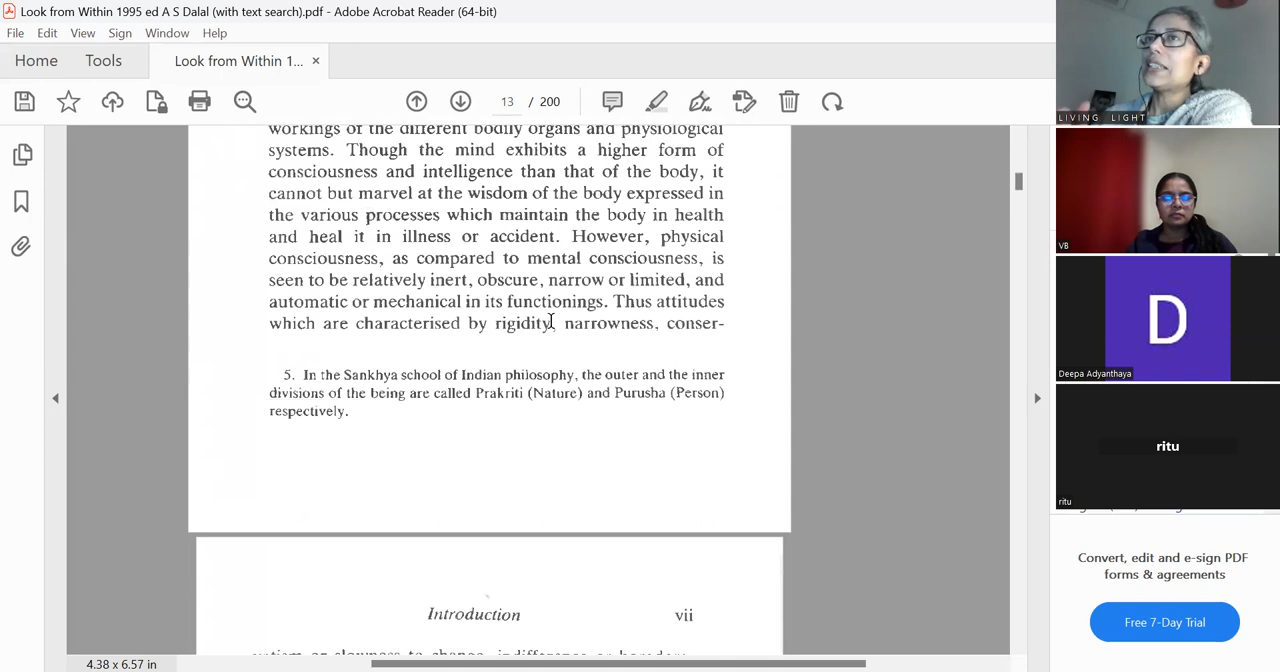 Look from Within 1995 ed A S Dalal (with text search).pdf - Adobe Acrobat Reader (64-bit)
File Edit View Sign Window Help
Home Tools Look from Within 1... ×
13 / 200
workings of the different bodily organs and physiological
systems. Though the mind exhibits a higher form of
consciousness and intelligence than that of the body, it
cannot but marvel at the wisdom of the body expressed in
the various processes which maintain the body in health
and heal it in illness or accident. However, physical
consciousness, as compared to mental consciousness, is
seen to be relatively inert, obscure, narrow or limited, and
automatic or mechanical in its functionings. Thus attitudes
which are characterised by rigidity, narrowness, conser-
5. In the Sankhya school of Indian philosophy, the outer and the inner
divisions of the being are called Prakriti (Nature) and Purusha (Person)
respectively.
Introduction vii
4.38 x 6.57 in
LIVING LIGHT
VB
D
Deepa Adyanthaya
ritu
ritu
Convert, edit and e-sign PDF
forms & agreements
Free 7-Day Trial